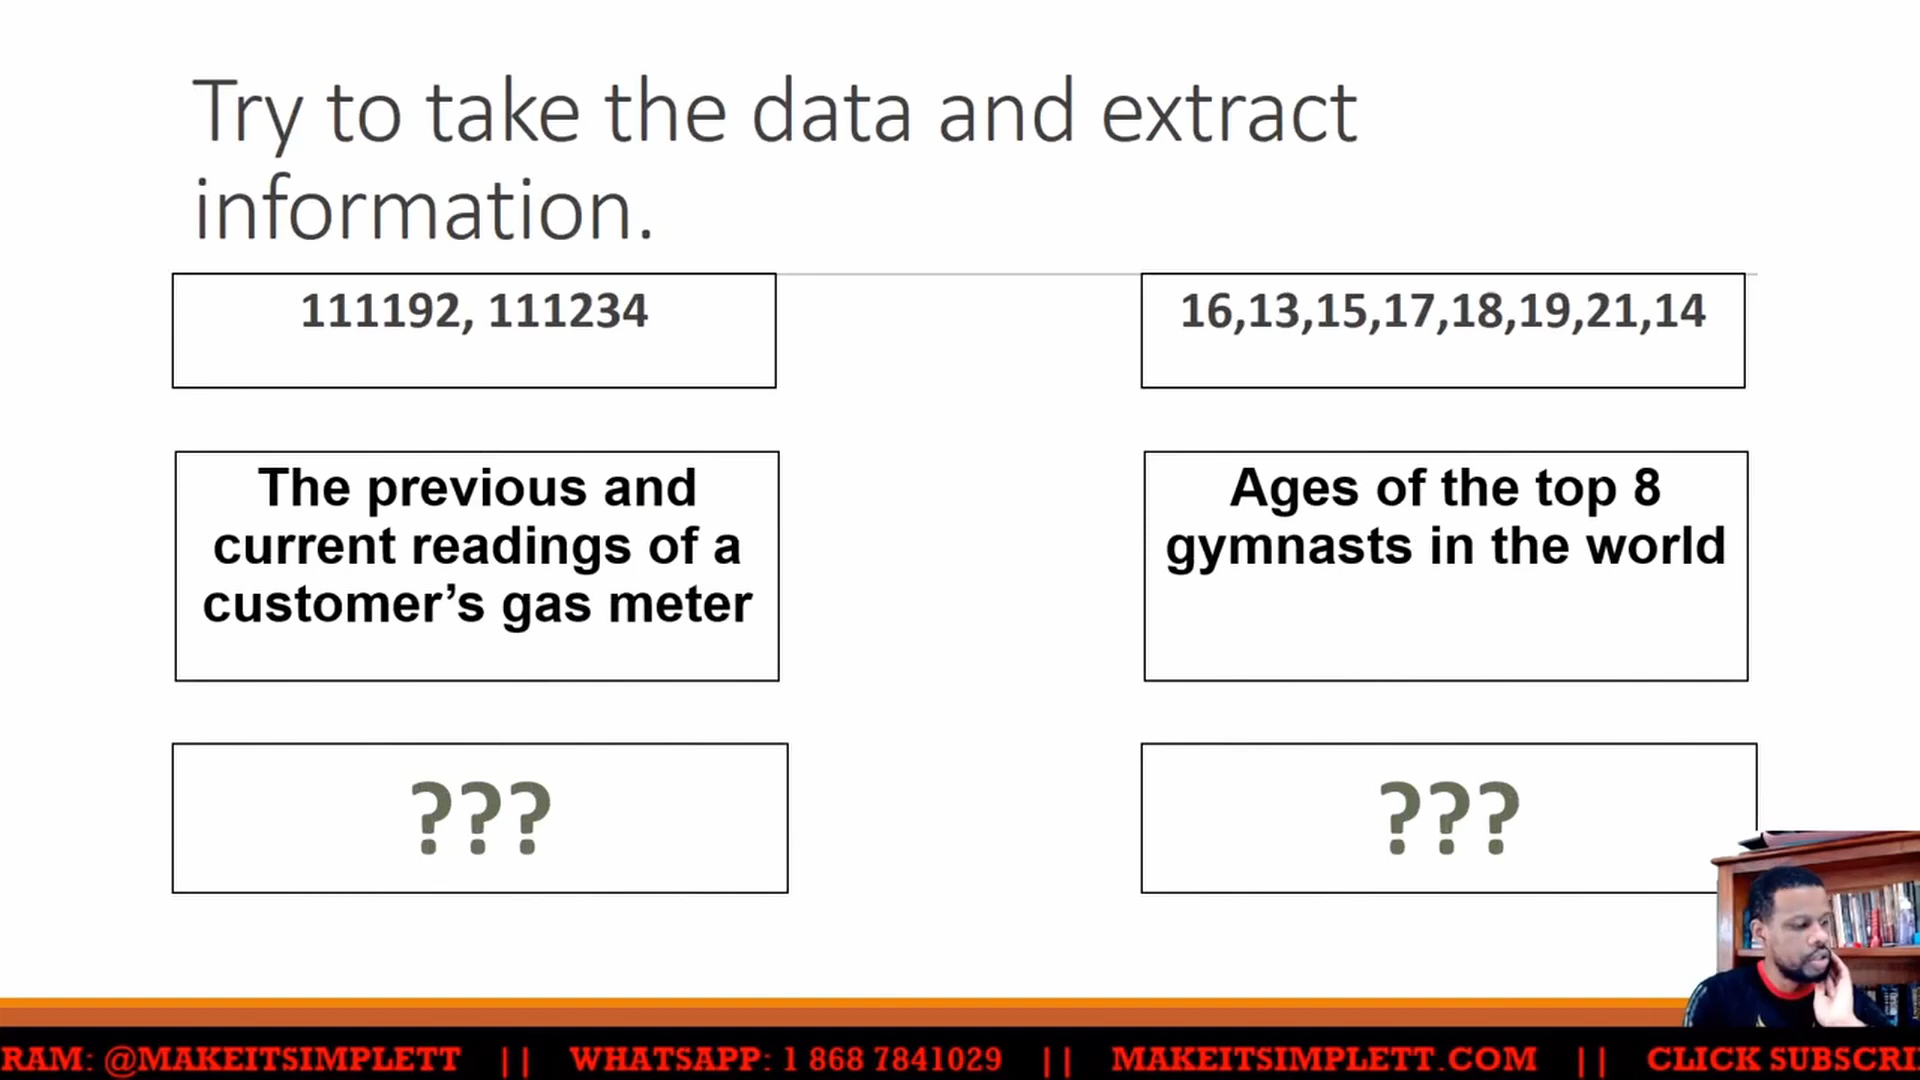 Try to take the data and extract
information.
111192, 111234
16,13,15,17,18,19,21,14
The previous and
current readings of a
customer’s gas meter
Ages of the top 8
gymnasts in the world
???
???
RAM: @MAKEITSIMPLETT || WHATSAPP: 1 868 7841029 || MAKEITSIMPLETT.COM || CLICK SUBSCRI